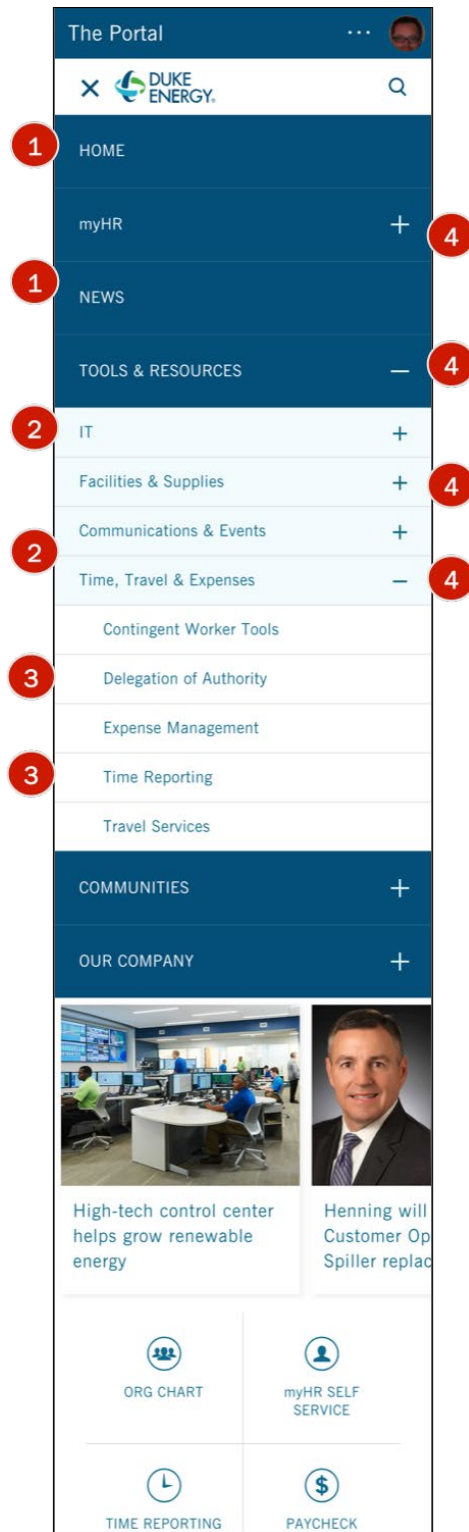 The Portal ...
DUKE
ENERGY.
1 HOME
myHR + 4
1 NEWS
TOOLS & RESOURCES – 4
2 IT +
Facilities & Supplies + 4
Communications & Events +
2
Time, Travel & Expenses – 4
Contingent Worker Tools
3 Delegation of Authority
Expense Management
3 Time Reporting
Travel Services
COMMUNITIES +
OUR COMPANY +
High-tech control center
helps grow renewable
energy
Henning will
Customer Op
Spiller replac
ORG CHART
myHR SELF
SERVICE
TIME REPORTING
$
PAYCHECK